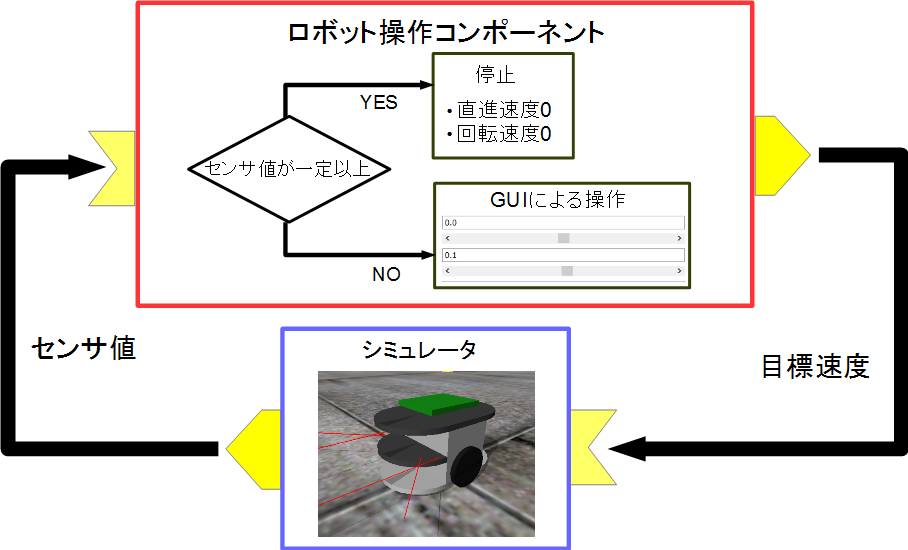 ロボット操作コンポーネント
停止
YES
・直進速度0
・回転速度0
センサ値が一定以上
GUIによる操作
0.0
0.1
NO
センサ値
シミュレータ
目標速度